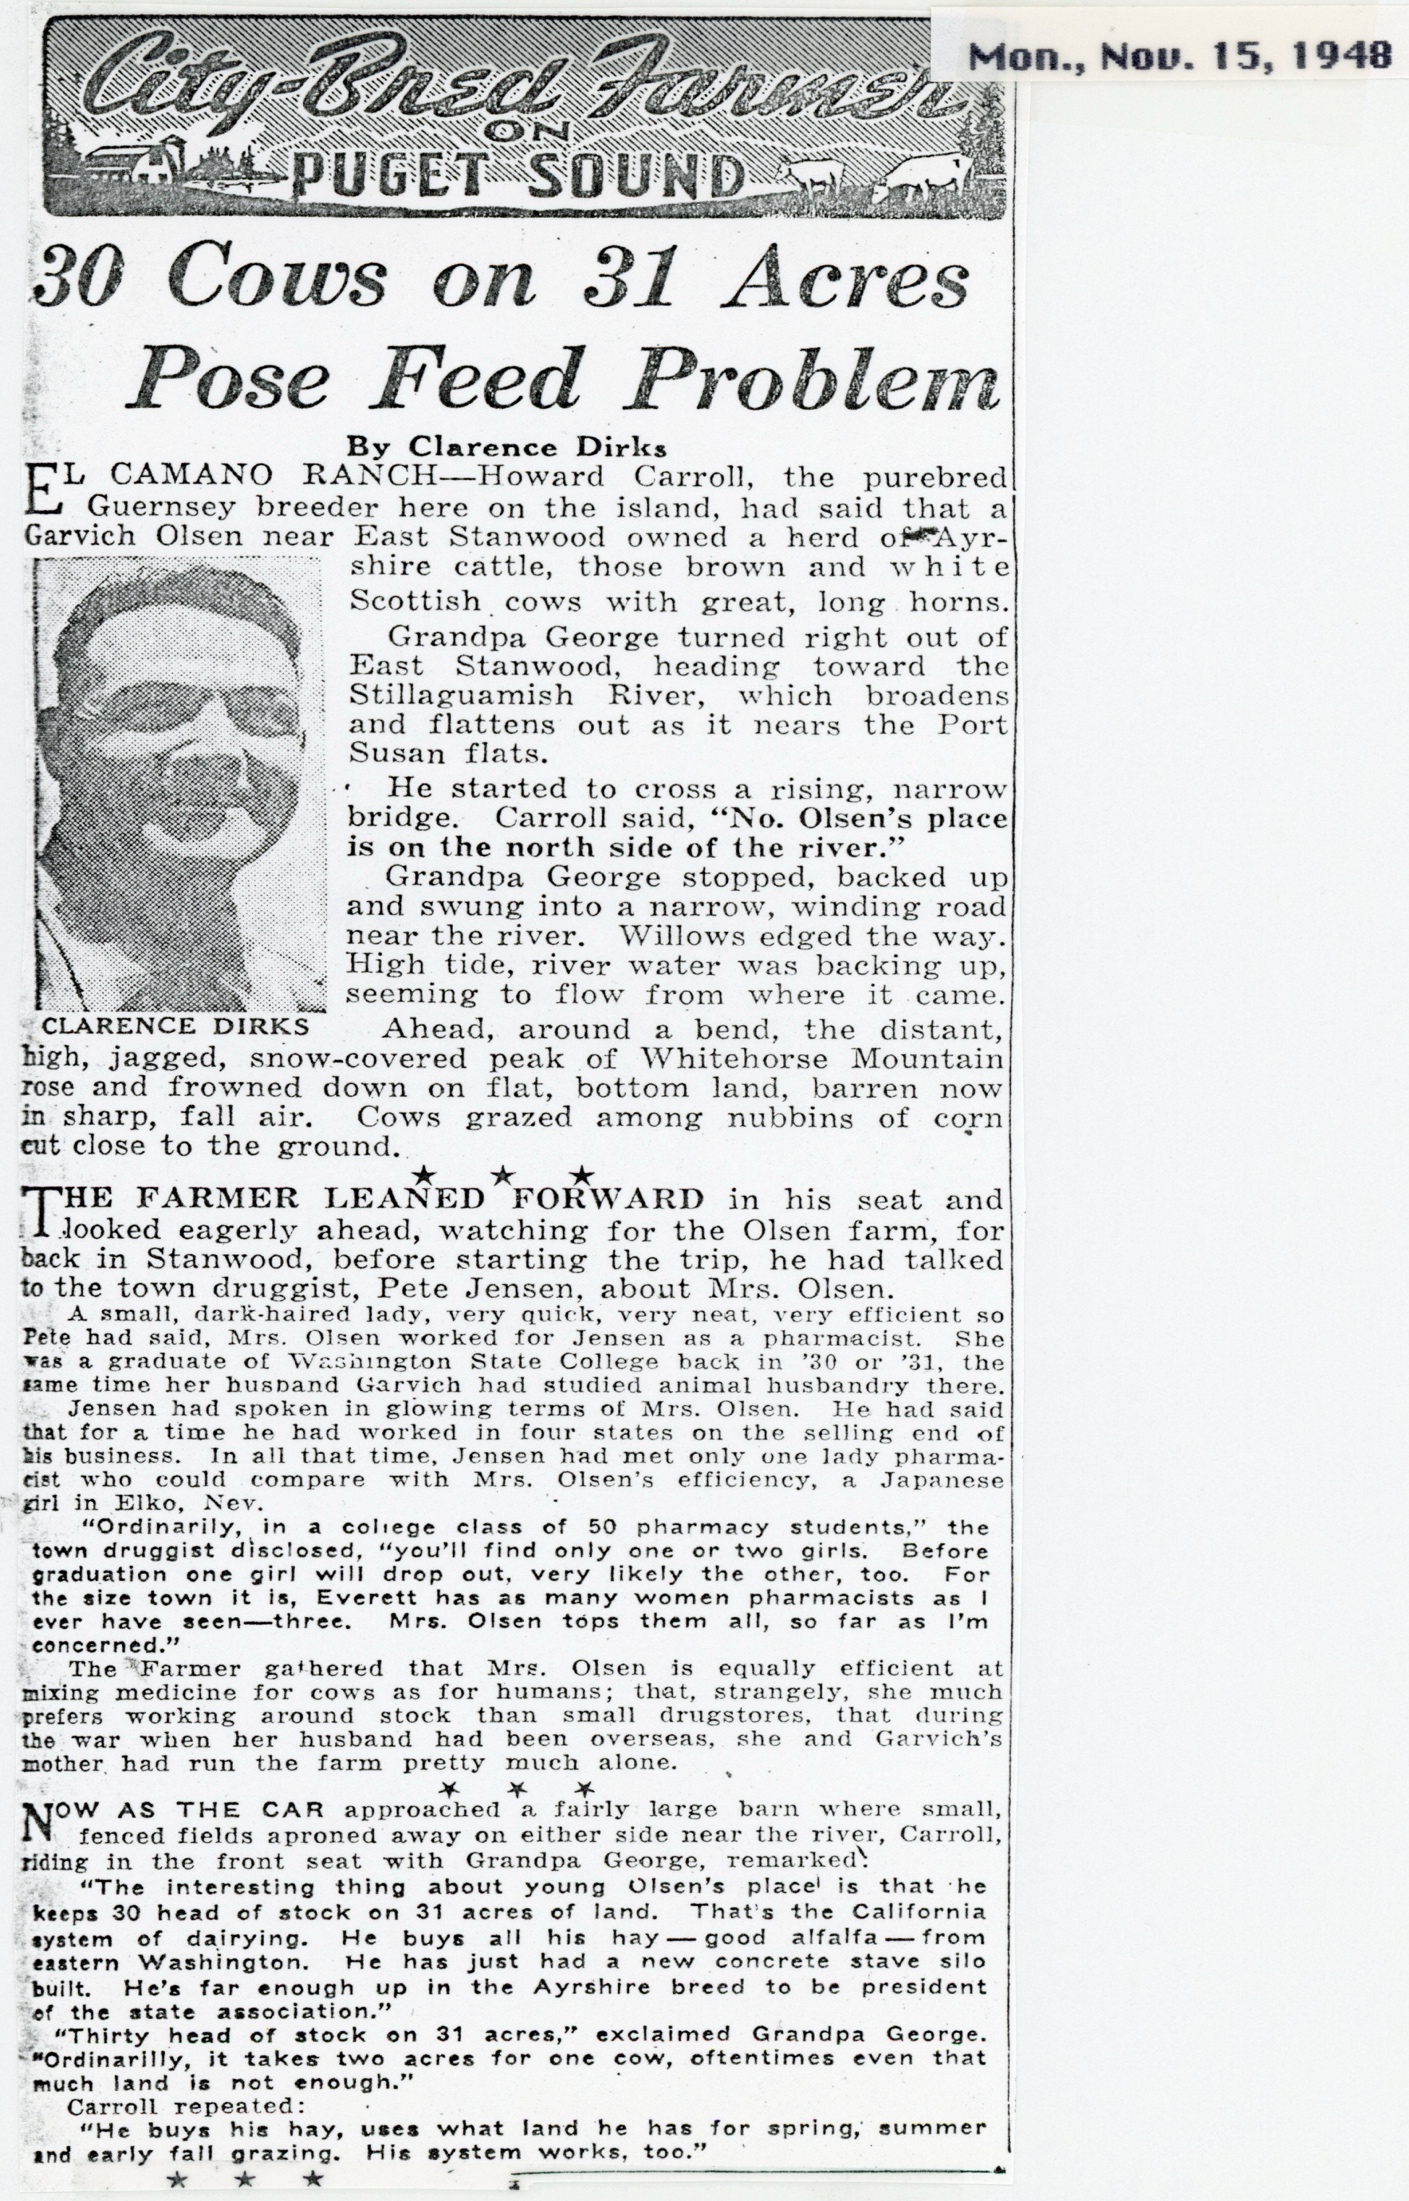 Mon., Nov. 15, 1948
City-Bred Farmer
ON
PUGET SOUND
30 Cows on 31 Acres
Pose Feed Problem
By Clarence Dirks
EL CAMANO RANCH—Howard Carroll, the purebred
Guernsey breeder here on the island, had said that a
Garvich Olsen near East Stanwood owned a herd of Ayr-
shire cattle, those brown and white
Scottish cows with great, long horns.
Grandpa George turned right out of
East Stanwood, heading toward the
Stillaguamish River, which broadens
and flattens out as it nears the Port
Susan flats.
He started to cross a rising, narrow
bridge. Carroll said, “No. Olsen’s place
is on the north side of the river.”
Grandpa George stopped, backed up
and swung into a narrow, winding road
near the river. Willows edged the way.
High tide, river water was backing up,
seeming to flow from where it came.
CLARENCE DIRKS
Ahead, around a bend, the distant,
high, jagged, snow-covered peak of Whitehorse Mountain
rose and frowned down on flat, bottom land, barren now
in sharp, fall air. Cows grazed among nubbins of corn
cut close to the ground.
★ ★ ★
THE FARMER LEANED FORWARD in his seat and
looked eagerly ahead, watching for the Olsen farm, for
back in Stanwood, before starting the trip, he had talked
to the town druggist, Pete Jensen, about Mrs. Olsen.
A small, dark-haired lady, very quick, very neat, very efficient so
Pete had said, Mrs. Olsen worked for Jensen as a pharmacist. She
was a graduate of Washington State College back in ’30 or ’31, the
same time her husband Garvich had studied animal husbandry there.
Jensen had spoken in glowing terms of Mrs. Olsen. He had said
that for a time he had worked in four states on the selling end of
his business. In all that time, Jensen had met only one lady pharma-
cist who could compare with Mrs. Olsen’s efficiency, a Japanese
girl in Elko, Nev.
“Ordinarily, in a college class of 50 pharmacy students,” the
town druggist disclosed, “you’ll find only one or two girls. Before
graduation one girl will drop out, very likely the other, too. For
the size town it is, Everett has as many women pharmacists as I
ever have seen—three. Mrs. Olsen tops them all, so far as I’m
concerned.”
The Farmer gathered that Mrs. Olsen is equally efficient at
mixing medicine for cows as for humans; that, strangely, she much
prefers working around stock than small drugstores, that during
the war when her husband had been overseas, she and Garvich’s
mother had run the farm pretty much alone.
★ ★ ★
NOW AS THE CAR approached a fairly large barn where small,
fenced fields aproned away on either side near the river, Carroll,
riding in the front seat with Grandpa George, remarked:
“The interesting thing about young Olsen’s place is that he
keeps 30 head of stock on 31 acres of land. That’s the California
system of dairying. He buys all his hay—good alfalfa—from
eastern Washington. He has just had a new concrete stave silo
built. He’s far enough up in the Ayrshire breed to be president
of the state association.”
“Thirty head of stock on 31 acres,” exclaimed Grandpa George.
“Ordinarilly, it takes two acres for one cow, oftentimes even that
much land is not enough.”
Carroll repeated:
“He buys his hay, uses what land he has for spring, summer
and early fall grazing. His system works, too.”
★ ★ ★